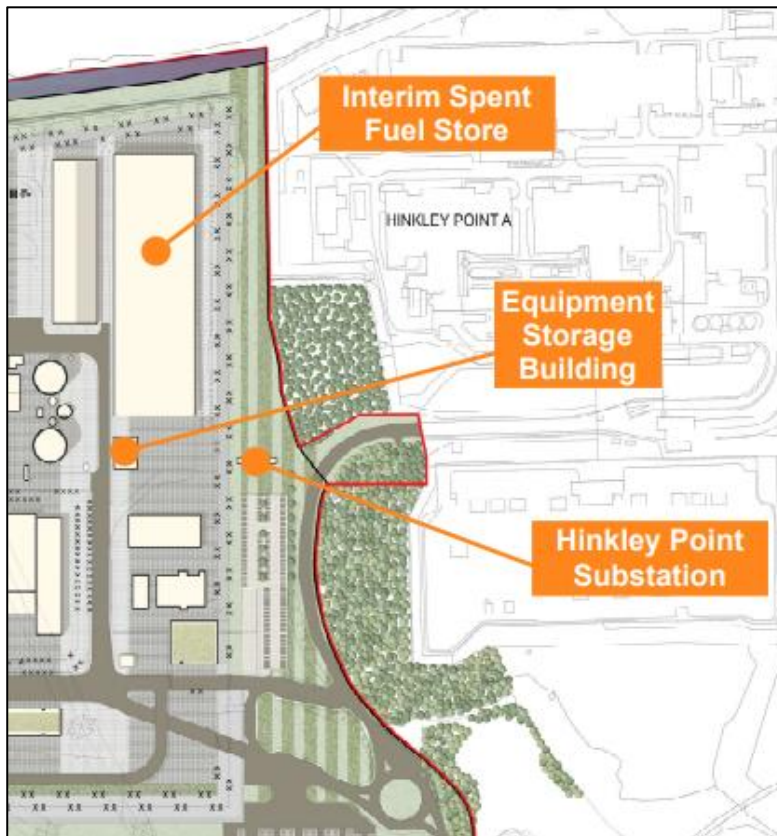 Interim Spent
Fuel Store
HINKLEY POINT A
Equipment
Storage
Building
Hinkley Point
Substation